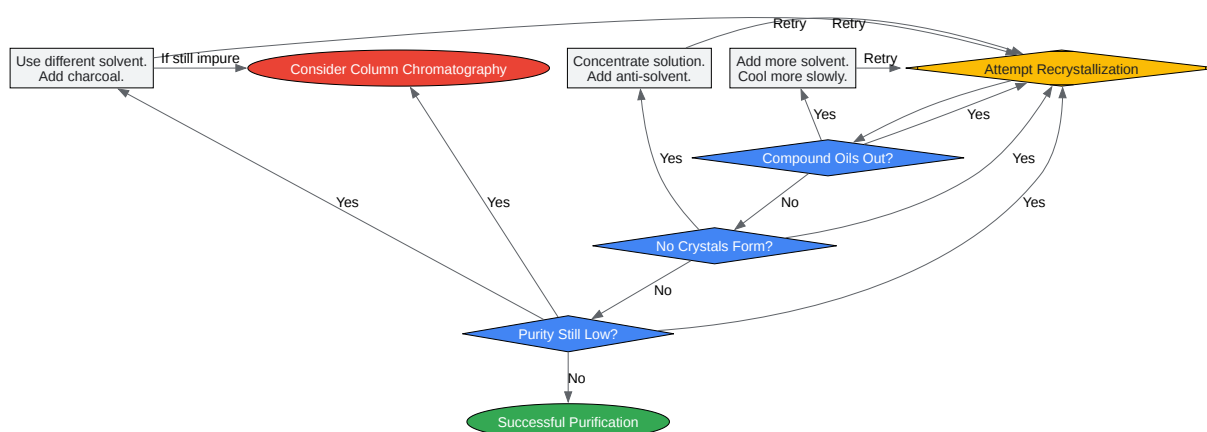 Retry
Retry
Use different solvent.
Add charcoal.
If still impure
Consider Column Chromatography
Concentrate solution.
Add anti-solvent.
Add more solvent.
Cool more slowly.
Retry
Attempt Recrystallization
Yes
Yes
Compound Oils Out?
Yes
Yes
Yes
Yes
No
Yes
No Crystals Form?
No
Purity Still Low?
No
Successful Purification